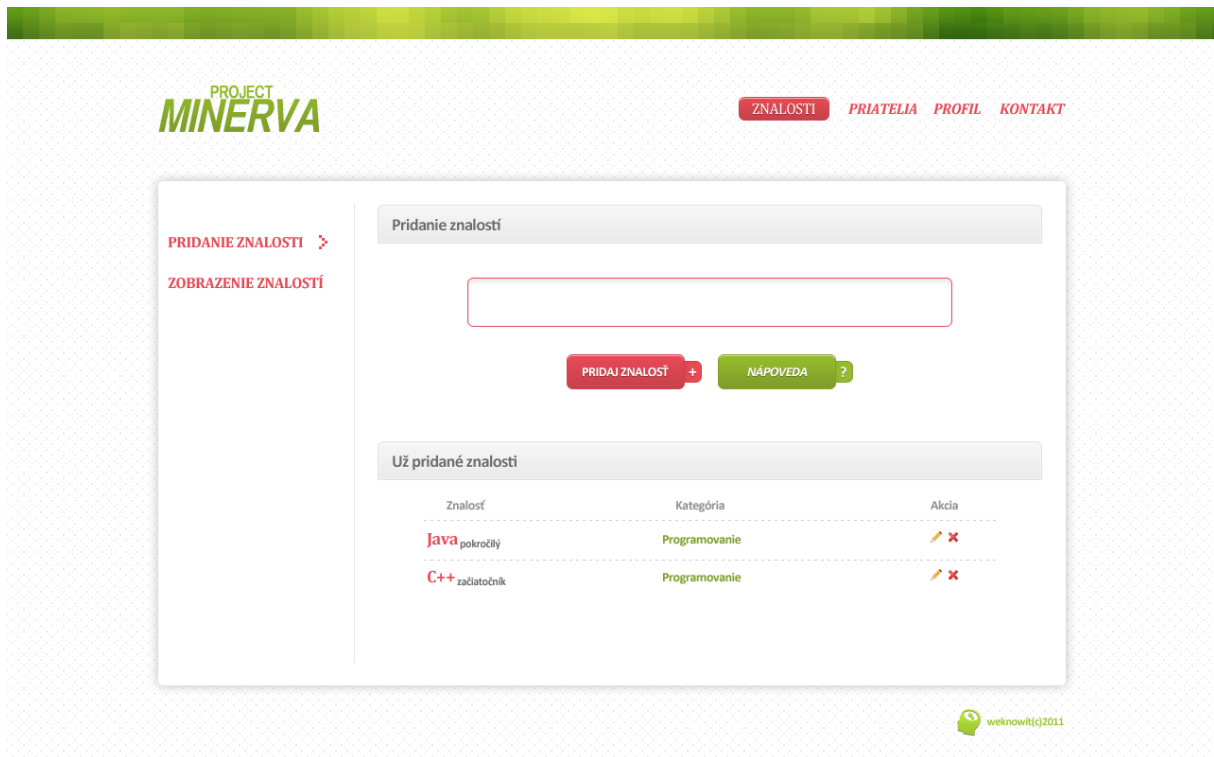 PROJECT
MINERVA
ZNALOSTI PRIATELIA PROFIL KONTAKT
PRIDANIE ZNALOSTI
ZOBRAZENIE ZNALOSTÍ
Pridanie znalostí
PRIDAJ ZNALOSŤ +
NÁPOVEDA ?
Už pridané znalosti
Znalosť Kategória Akcia
Java pokročilý Programovanie
C++ začiatočník Programovanie
weknowit(c)2011